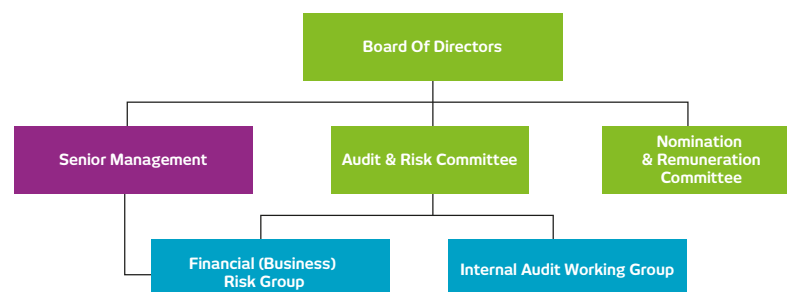 Board Of Directors
Senior Management
Audit & Risk Committee
Nomination
& Remuneration
Committee
Financial (Business)
Risk Group
Internal Audit Working Group